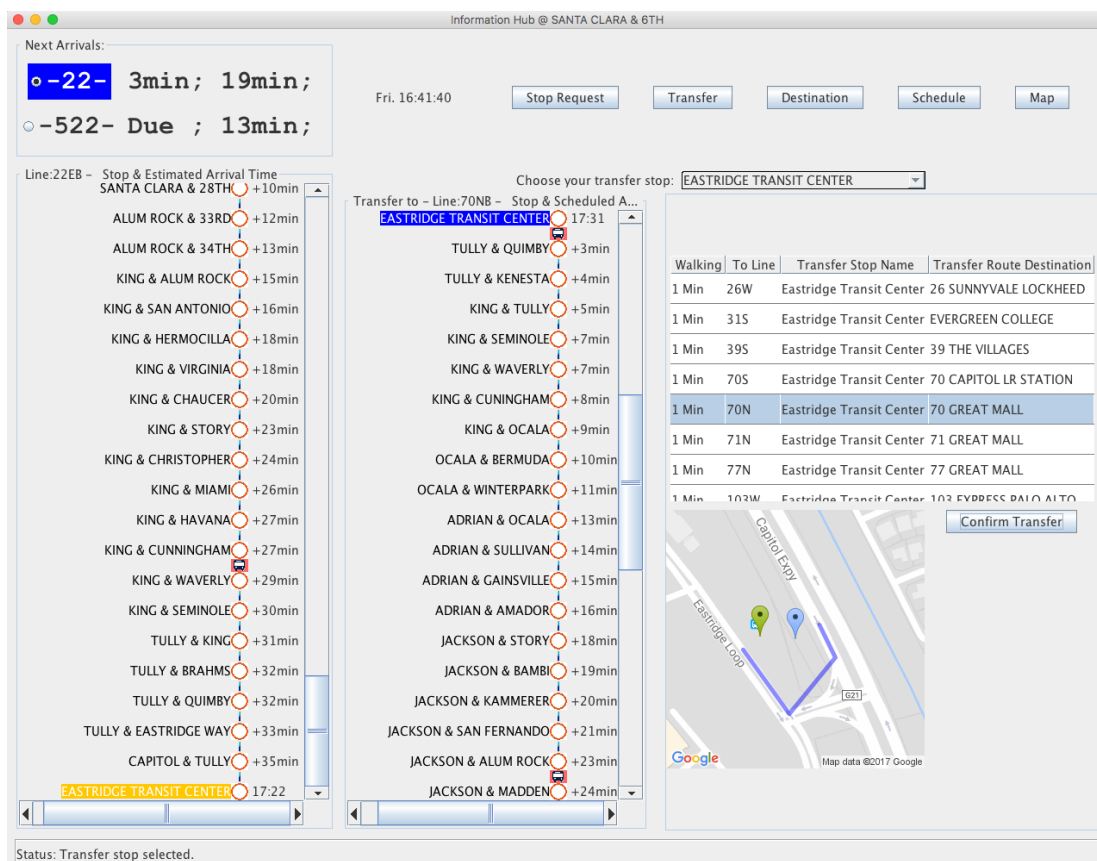 Information Hub @ SANTA CLARA & 6TH
Next Arrivals:
-22- 3min; 19min;
-522- Due ; 13min;
Fri. 16:41:40
Stop Request
Transfer
Destination
Schedule
Map
Line:22EB - Stop & Estimated Arrival Time
SANTA CLARA & 28TH +10min
ALUM ROCK & 33RD +12min
ALUM ROCK & 34TH +13min
KING & ALUM ROCK +15min
KING & SAN ANTONIO +16min
KING & HERMOCILLA +18min
KING & VIRGINIA +18min
KING & CHAUCER +20min
KING & STORY +23min
KING & CHRISTOPHER +24min
KING & MIAMI +26min
KING & HAVANA +27min
KING & CUNNINGHAM +27min
KING & WAVERLY +29min
KING & SEMINOLE +30min
TULLY & KING +31min
TULLY & BRAHMS +32min
TULLY & QUIMBY +32min
TULLY & EASTRIDGE WAY +33min
CAPITOL & TULLY +35min
EASTRIDGE TRANSIT CENTER 17:22
Choose your transfer stop: EASTRIDGE TRANSIT CENTER
Transfer to - Line:70NB - Stop & Scheduled A...
EASTRIDGE TRANSIT CENTER 17:31
TULLY & QUIMBY +3min
TULLY & KENESTA +4min
KING & TULLY +5min
KING & SEMINOLE +7min
KING & WAVERLY +7min
KING & CUNINGHAM +8min
KING & OCALA +9min
OCALA & BERMUDA +10min
OCALA & WINTERPARK +11min
ADRIAN & OCALA +13min
ADRIAN & SULLIVAN +14min
ADRIAN & GAINSVILLE +15min
ADRIAN & AMADOR +16min
JACKSON & STORY +18min
JACKSON & BAMBI +19min
JACKSON & KAMMERER +20min
JACKSON & SAN FERNANDO +21min
JACKSON & ALUM ROCK +23min
JACKSON & MADDEN +24min
Walking To Line Transfer Stop Name Transfer Route Destination
1 Min 26W Eastridge Transit Center 26 SUNNYVALE LOCKHEED
1 Min 31S Eastridge Transit Center EVERGREEN COLLEGE
1 Min 39S Eastridge Transit Center 39 THE VILLAGES
1 Min 70S Eastridge Transit Center 70 CAPITOL LR STATION
1 Min 70N Eastridge Transit Center 70 GREAT MALL
1 Min 71N Eastridge Transit Center 71 GREAT MALL
1 Min 77N Eastridge Transit Center 77 GREAT MALL
1 Min 103W Eastridge Transit Center 103 EXPRESS PALO ALTO
Confirm Transfer
Capitol Expy
Eastridge Loop
G21
Google
Map data ©2017 Google
Status: Transfer stop selected.